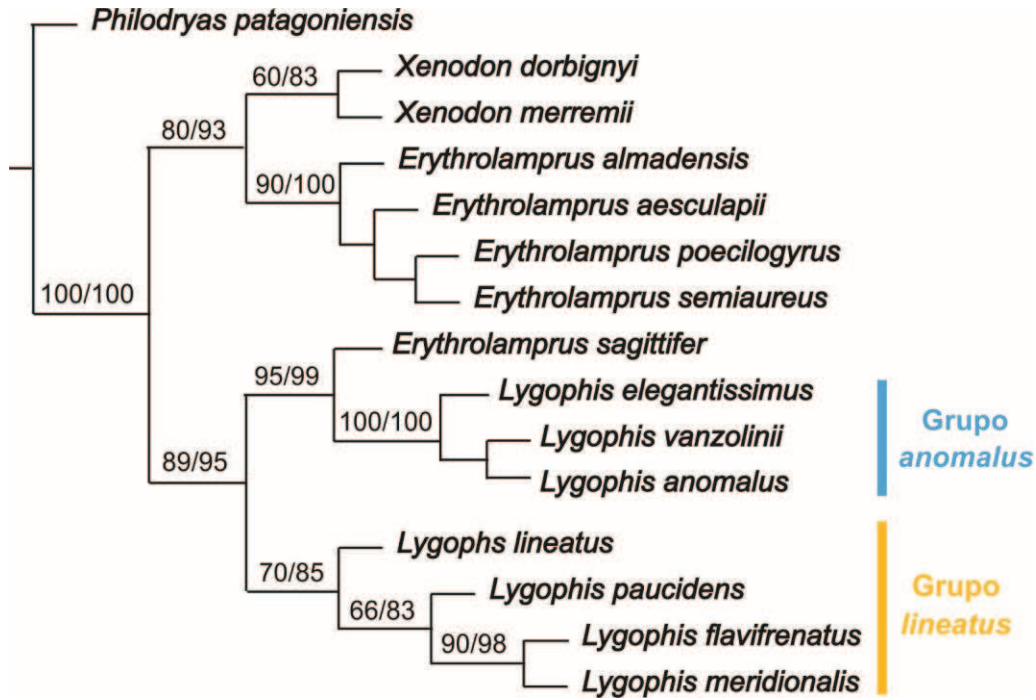 Philodryas patagoniensis
60/83
Xenodon dorbignyi
Xenodon merremii
80/93
Erythrolamprus almadensis
90/100
Erythrolamprus aesculapii
Erythrolamprus poecilogyrus
100/100
Erythrolamprus semiaureus
Erythrolamprus sagittifer
95/99
Lygophis elegantissimus
100/100
Lygophis vanzolinii
89/95
Lygophis anomalus
Grupo
anomalus
Lygophs lineatus
70/85
Lygophis paucidens
66/83
Lygophis flavifrenatus
90/98
Lygophis meridionalis
Grupo
lineatus